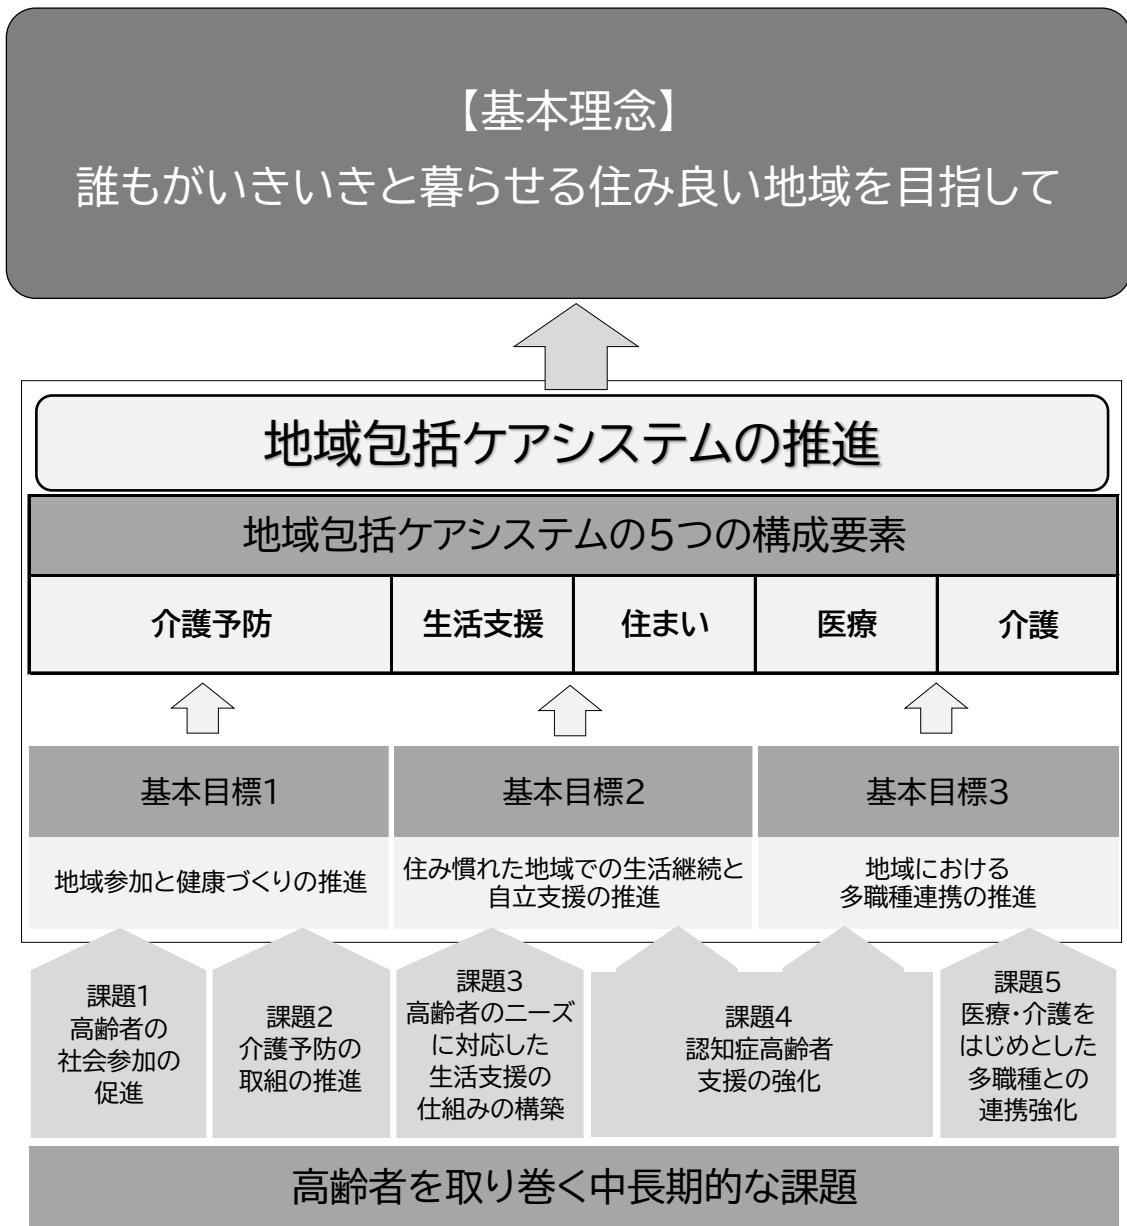 【基本理念】
誰もがいきいきと暮らせる住み良い地域を目指して
地域包括ケアシステムの推進
地域包括ケアシステムの5つの構成要素
介護予防
生活支援
住まい
医療
介護
基本目標1
地域参加と健康づくりの推進
基本目標2
住み慣れた地域での生活継続と
自立支援の推進
基本目標3
地域における
多職種連携の推進
課題1
高齢者の
社会参加の
促進
課題2
介護予防の
取組の推進
課題3
高齢者のニーズ
に対応した
生活支援の
仕組みの構築
課題4
認知症高齢者
支援の強化
課題5
医療・介護を
はじめとした
多職種との
連携強化
高齢者を取り巻く中長期的な課題